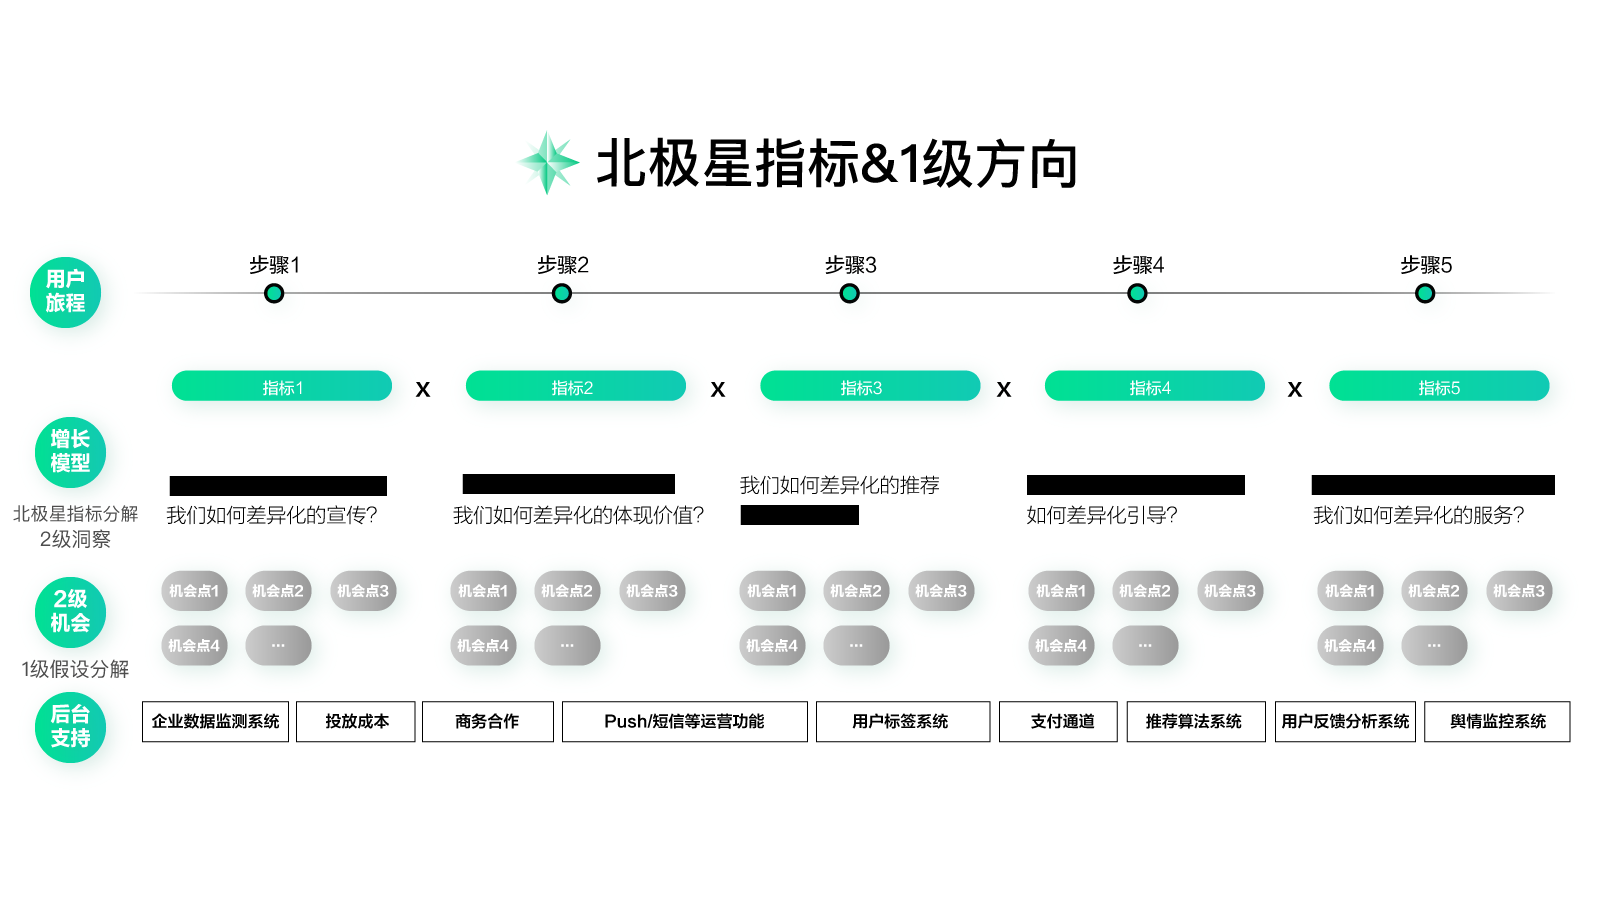 北极星指标&1级方向
用户
旅程
步骤1
步骤2
步骤3
步骤4
步骤5
指标1
x
指标2
x
指标3
x
指标4
x
指标5
增长
模型
北极星指标分解
2级洞察
我们如何差异化的宣传?
我们如何差异化的体现价值?
我们如何差异化的推荐
如何差异化引导?
我们如何差异化的服务?
2级
机会
1级假设分解
机会点1
机会点2
机会点3
机会点4
...
机会点1
机会点2
机会点3
机会点4
...
机会点1
机会点2
机会点3
机会点4
...
机会点1
机会点2
机会点3
机会点4
...
机会点1
机会点2
机会点3
机会点4
...
后台
支持
企业数据监测系统
投放成本
商务合作
Push/短信等运营功能
用户标签系统
支付通道
推荐算法系统
用户反馈分析系统
舆情监控系统